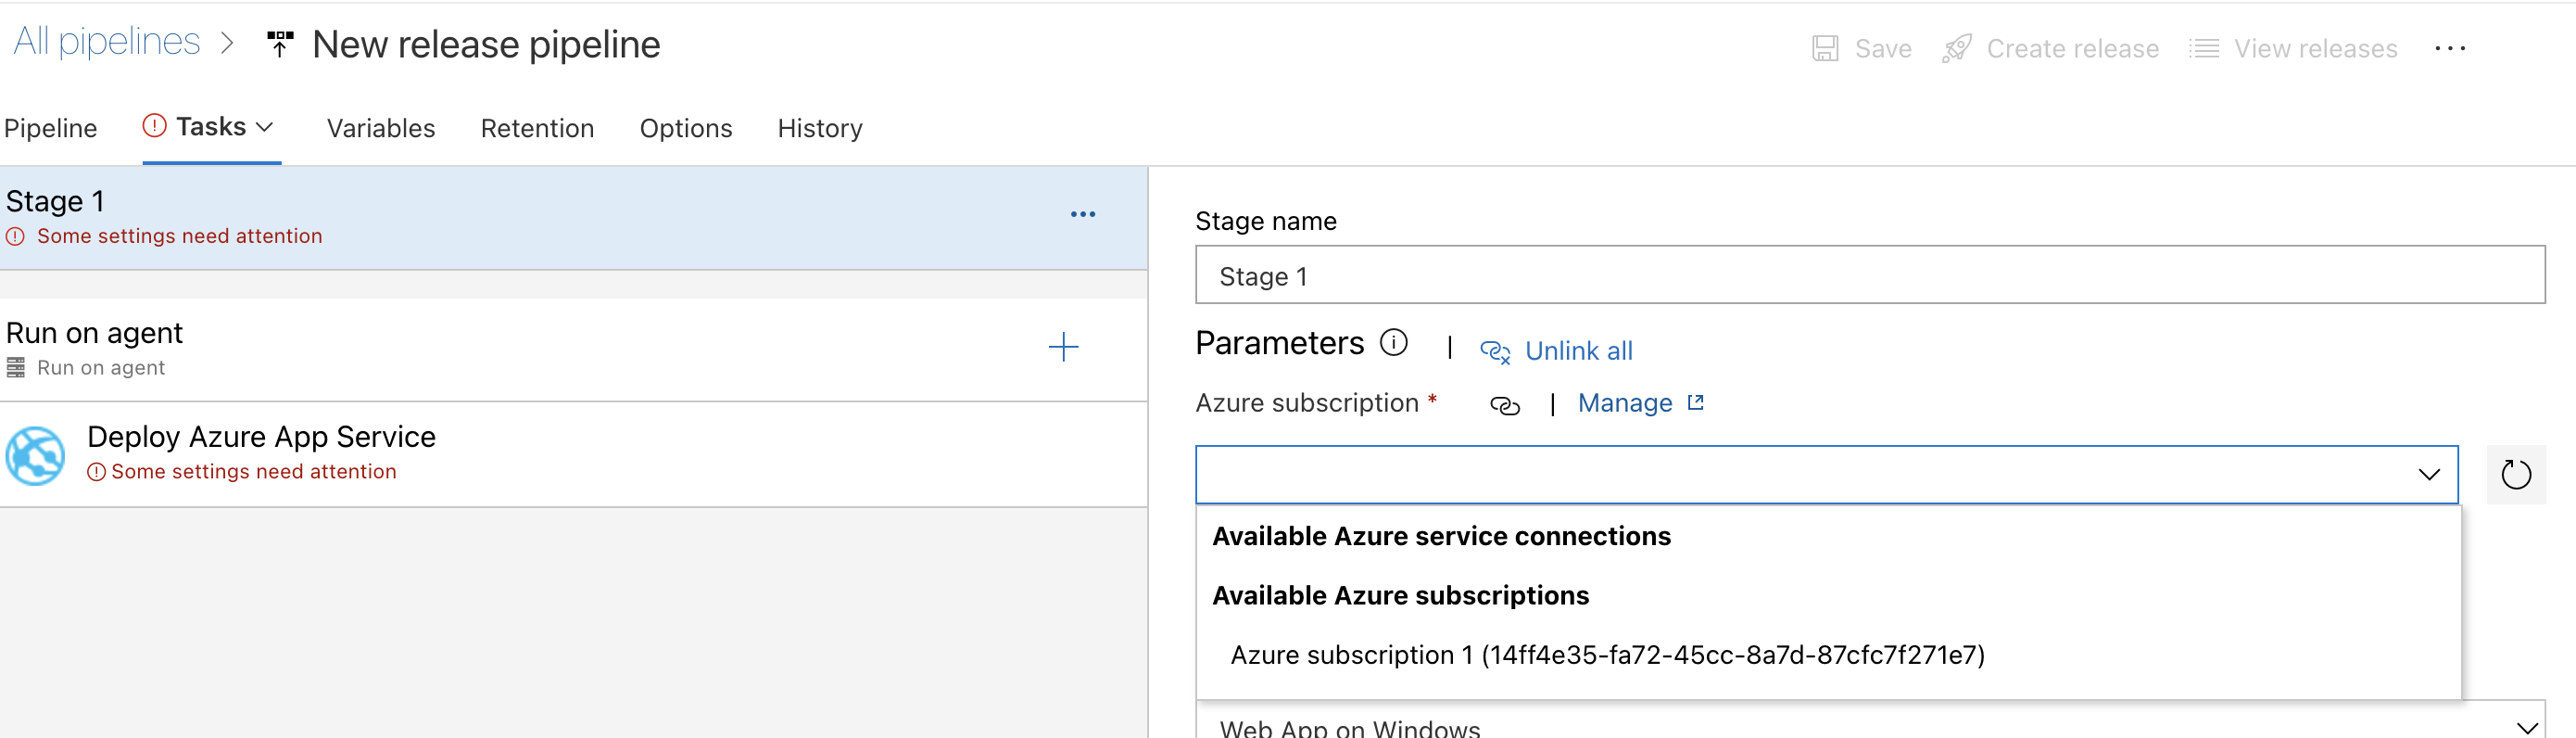 All pipelines > New release pipeline
Save Create release View releases ...
Pipeline Tasks Variables Retention Options History
Stage 1
Some settings need attention
Run on agent
Run on agent
Deploy Azure App Service
Some settings need attention
Stage name
Stage 1
Parameters | Unlink all
Azure subscription * | Manage
Available Azure service connections
Available Azure subscriptions
Azure subscription 1 (14ff4e35-fa72-45cc-8a7d-87cfc7f271e7)
Web App on Windows